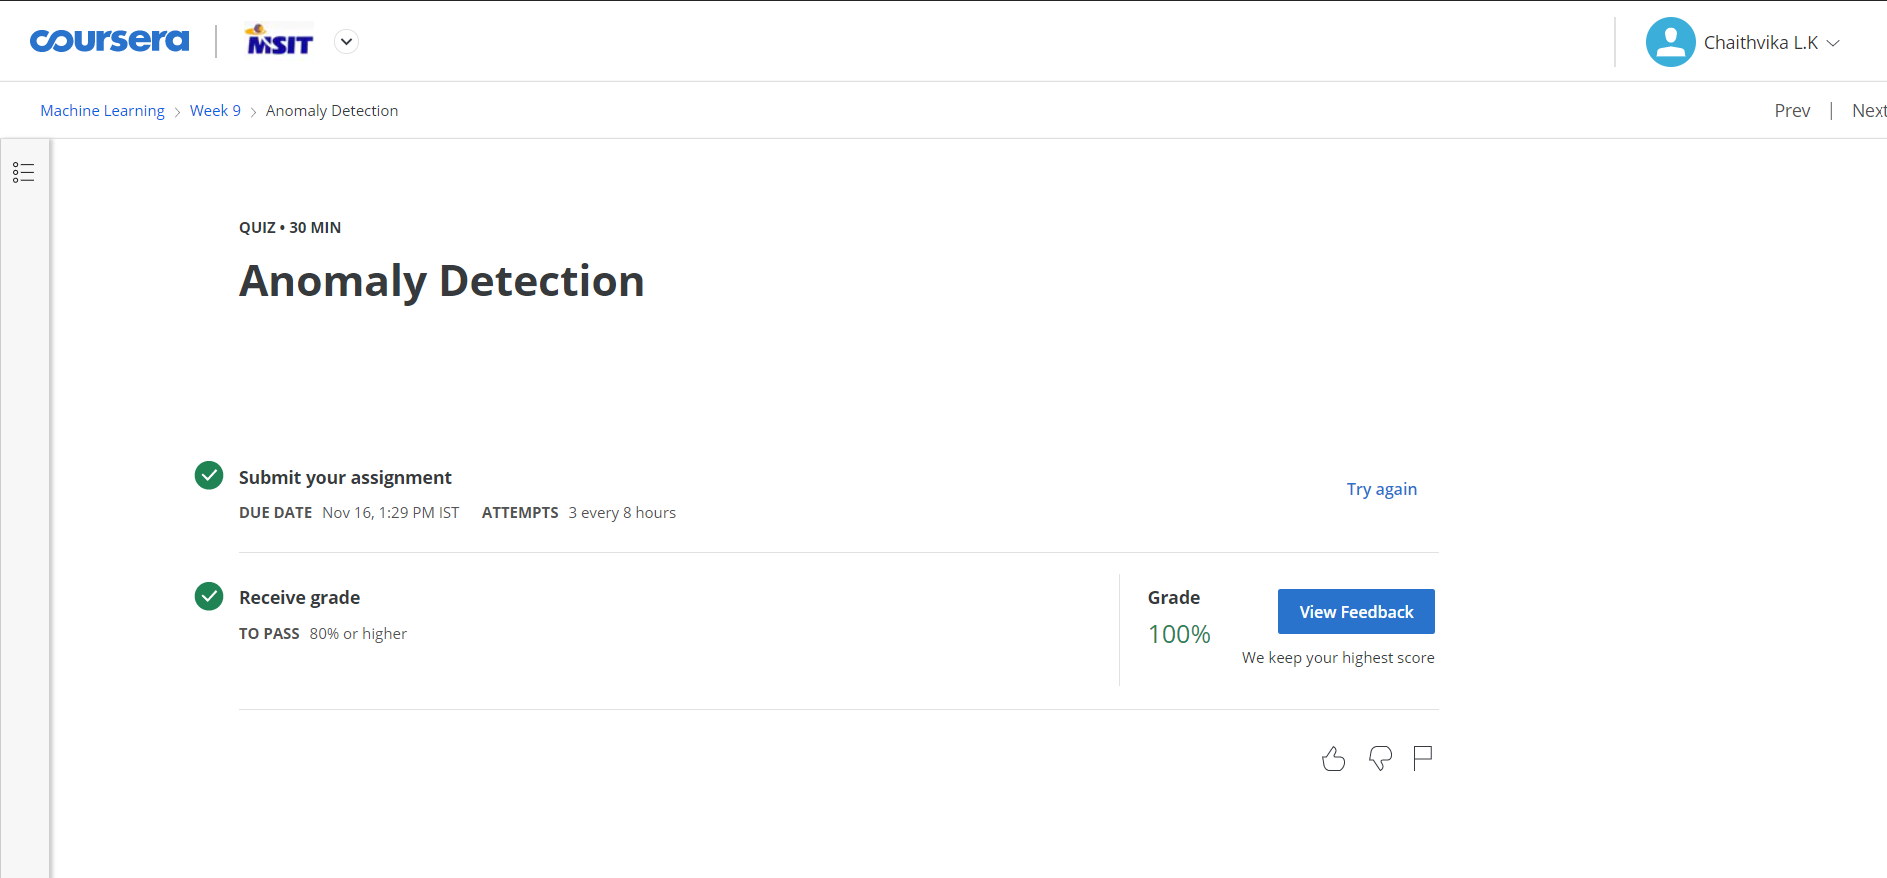 coursera
MSIT
Chaithvika L.K
Machine Learning > Week 9 > Anomaly Detection
Prev | Next
QUIZ • 30 MIN
Anomaly Detection
Submit your assignment
DUE DATE Nov 16, 1:29 PM IST ATTEMPTS 3 every 8 hours
Try again
Receive grade
TO PASS 80% or higher
Grade
100%
View Feedback
We keep your highest score